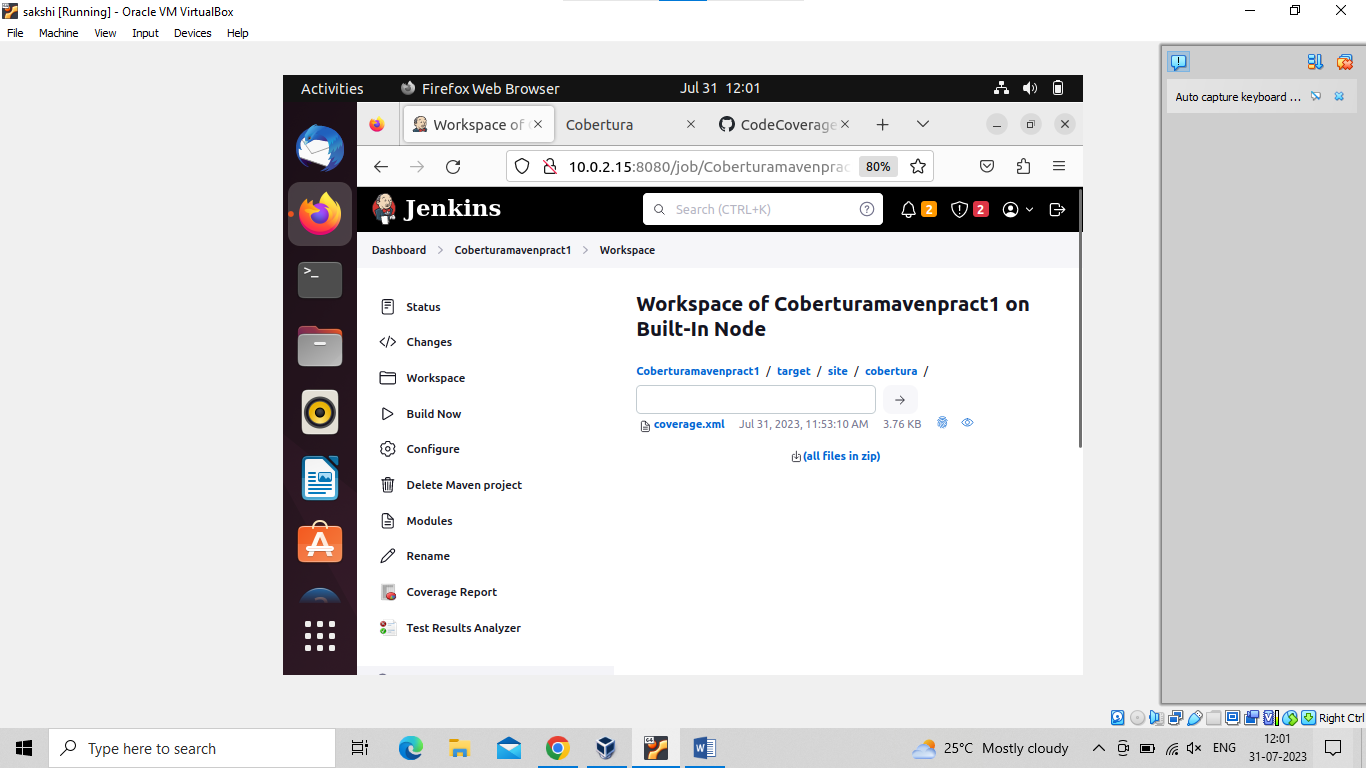 sakshi [Running] - Oracle VM VirtualBox
File Machine View Input Devices Help
Auto capture keyboard ...
Activities Firefox Web Browser Jul 31 12:01
Workspace of Cobertura CodeCoverage
10.0.2.15:8080/job/Coberturamavenprac 80%
Jenkins Search (CTRL+K) 2 2
Dashboard Coberturamavenpract1 Workspace
Status
Changes
Workspace
Build Now
Configure
Delete Maven project
Modules
Rename
Coverage Report
Test Results Analyzer
Workspace of Coberturamavenpract1 on
Built-In Node
Coberturamavenpract1 / target / site / cobertura /
coverage.xml Jul 31, 2023, 11:53:10 AM 3.76 KB
(all files in zip)
Right Ctrl
Type here to search 25°C Mostly cloudy ENG 12:01
31-07-2023